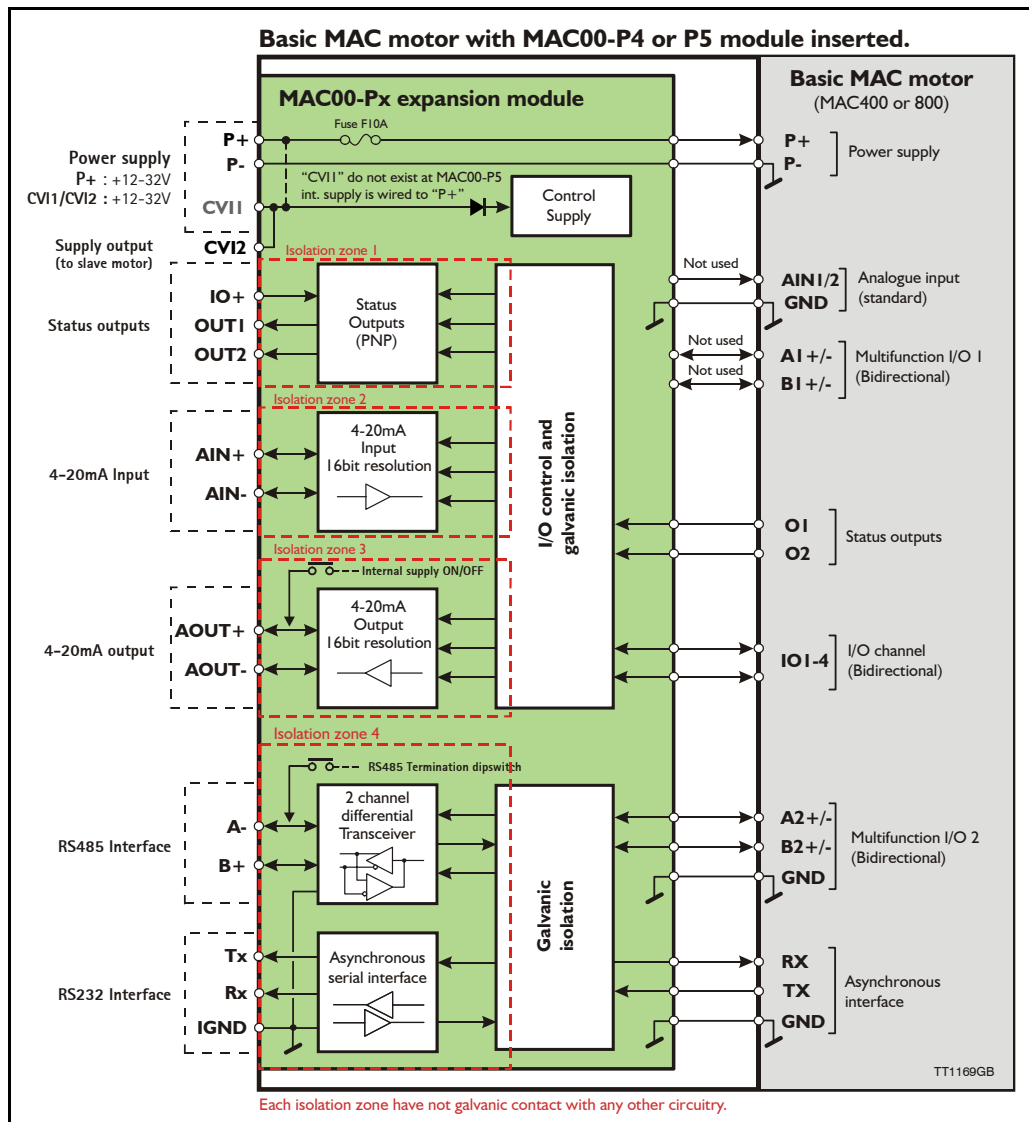 Basic MAC motor with MAC00-P4 or P5 module inserted.
MAC00-Px expansion module
Basic MAC motor
(MAC400 or 800)
Fuse F10A
Power supply
P+ : +12-32V
CVI1/CVI2 : +12-32V
P+
P-
CVI1
CVI2
"CVI1" do not exist at MAC00-P5
int. supply is wired to "P+"
Control
Supply
P+
P-
Power supply
Supply output
(to slave motor)
Isolation zone 1
Status outputs
IO+
OUT1
OUT2
Status
Outputs
(PNP)
Not used
AIN1/2
GND
Analogue input
(standard)
Not used
Not used
A1+/-
B1+/-
Multifunction I/O 1
(Bidirectional)
Isolation zone 2
4-20mA Input
AIN+
AIN-
4-20mA
Input
16bit resolution
I/O control and
galvanic isolation
O1
O2
Status outputs
Isolation zone 3
Internal supply ON/OFF
4-20mA output
AOUT+
AOUT-
4-20mA
Output
16bit resolution
IO1-4
I/O channel
(Bidirectional)
Isolation zone 4
RS485 Termination dipswitch
RS485 Interface
A-
B+
2 channel
differential
Transceiver
Galvanic
isolation
A2+/-
B2+/-
GND
Multifunction I/O 2
(Bidirectional)
RS232 Interface
Tx
Rx
IGND
Asynchronous
serial interface
RX
TX
GND
Asynchronous
interface
TT1169GB
Each isolation zone have not galvanic contact with any other circuitry.